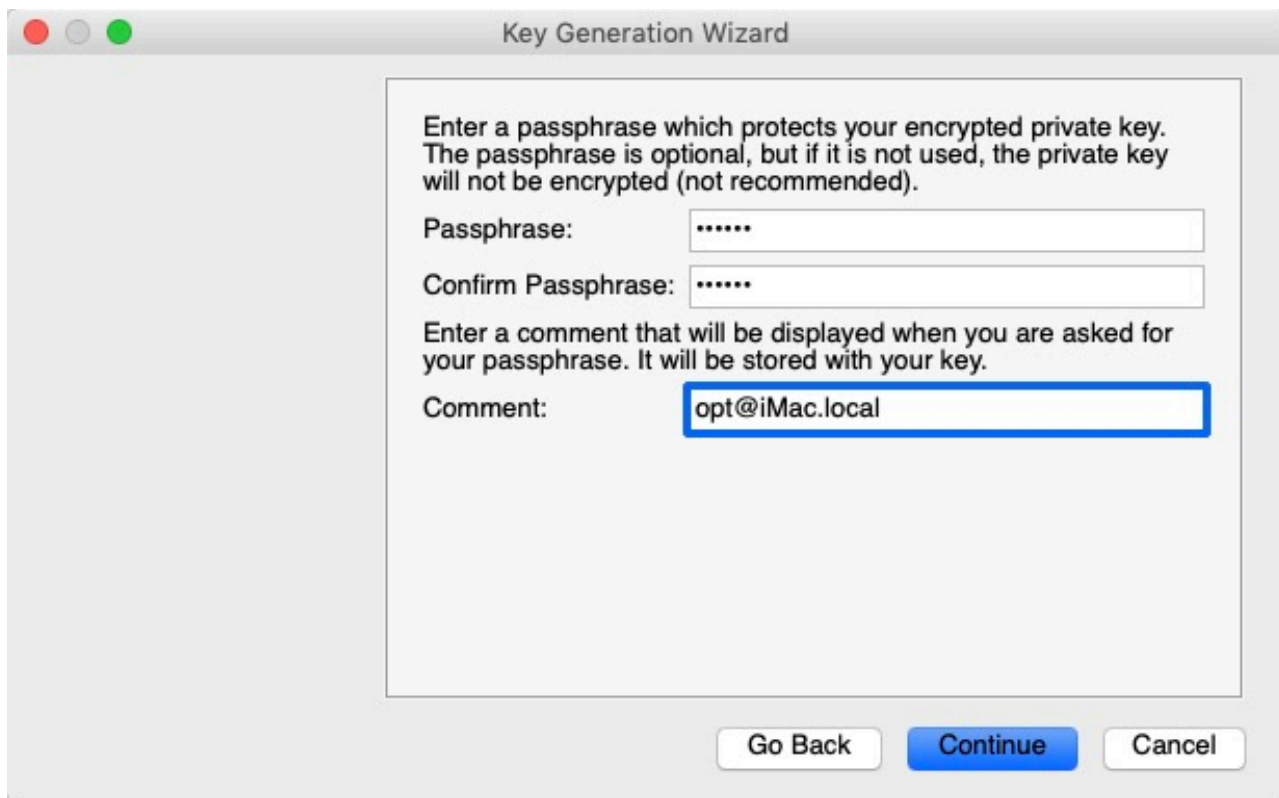 Key Generation Wizard
Enter a passphrase which protects your encrypted private key.
The passphrase is optional, but if it is not used, the private key
will not be encrypted (not recommended).
Passphrase: ••••••
Confirm Passphrase: ••••••
Enter a comment that will be displayed when you are asked for
your passphrase. It will be stored with your key.
Comment: opt@iMac.local
Go Back Continue Cancel